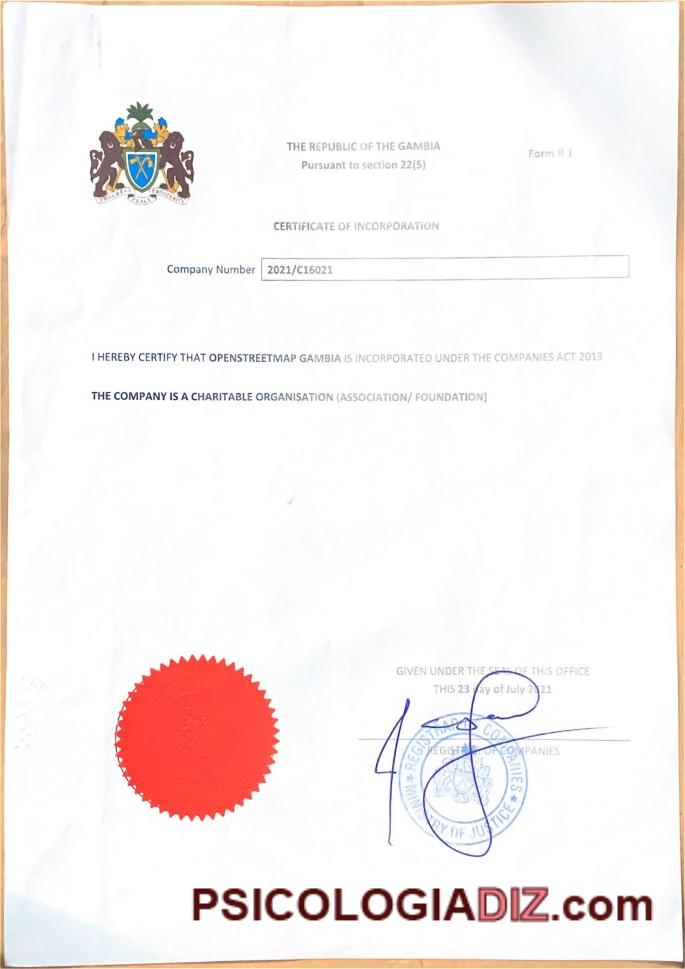 THE REPUBLIC OF THE GAMBIA
Pursuant to section 22(5)
Form R 1
PROGRESS PEACE PROSPERITY
CERTIFICATE OF INCORPORATION
Company Number 2021/C16021
I HEREBY CERTIFY THAT OPENSTREETMAP GAMBIA IS INCORPORATED UNDER THE COMPANIES ACT 2013
THE COMPANY IS A CHARITABLE ORGANISATION (ASSOCIATION/ FOUNDATION)
GIVEN UNDER THE SEAL OF THIS OFFICE
THIS 23 day of July 2021
REGISTRAR OF COMPANIES
REGISTRAR OF COMPANIES
MINISTRY OF JUSTICE
PSICOLOGIADIZ.com